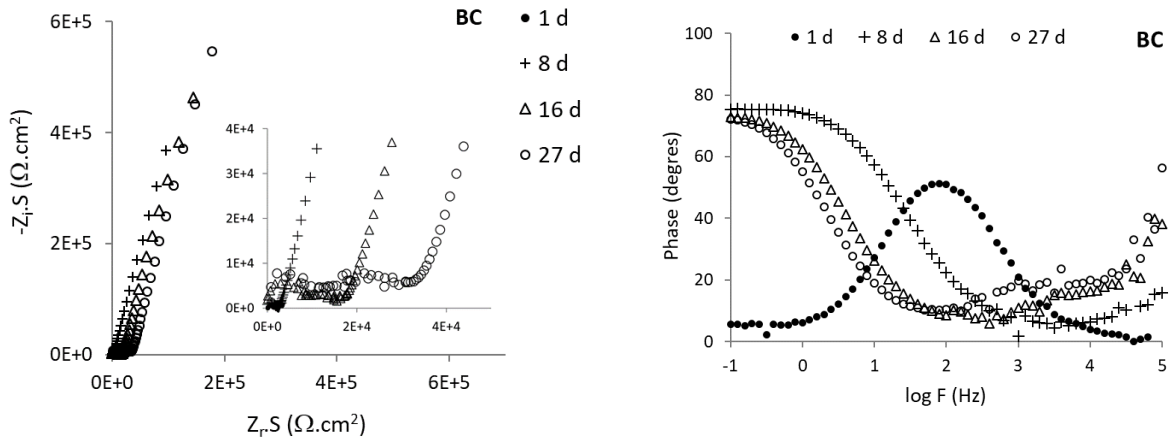 BC
1 d
8 d
16 d
27 d
6E+5
4E+5
2E+5
0E+0
-Zi.S (Ω.cm2)
4E+4
3E+4
2E+4
1E+4
0E+0
0E+0 2E+4 4E+4
0E+0 2E+5 4E+5 6E+5
Zr.S (Ω.cm2)
1 d 8 d 16 d 27 d BC
100
80
60
40
20
0
Phase (degres)
-1 0 1 2 3 4 5
log F (Hz)